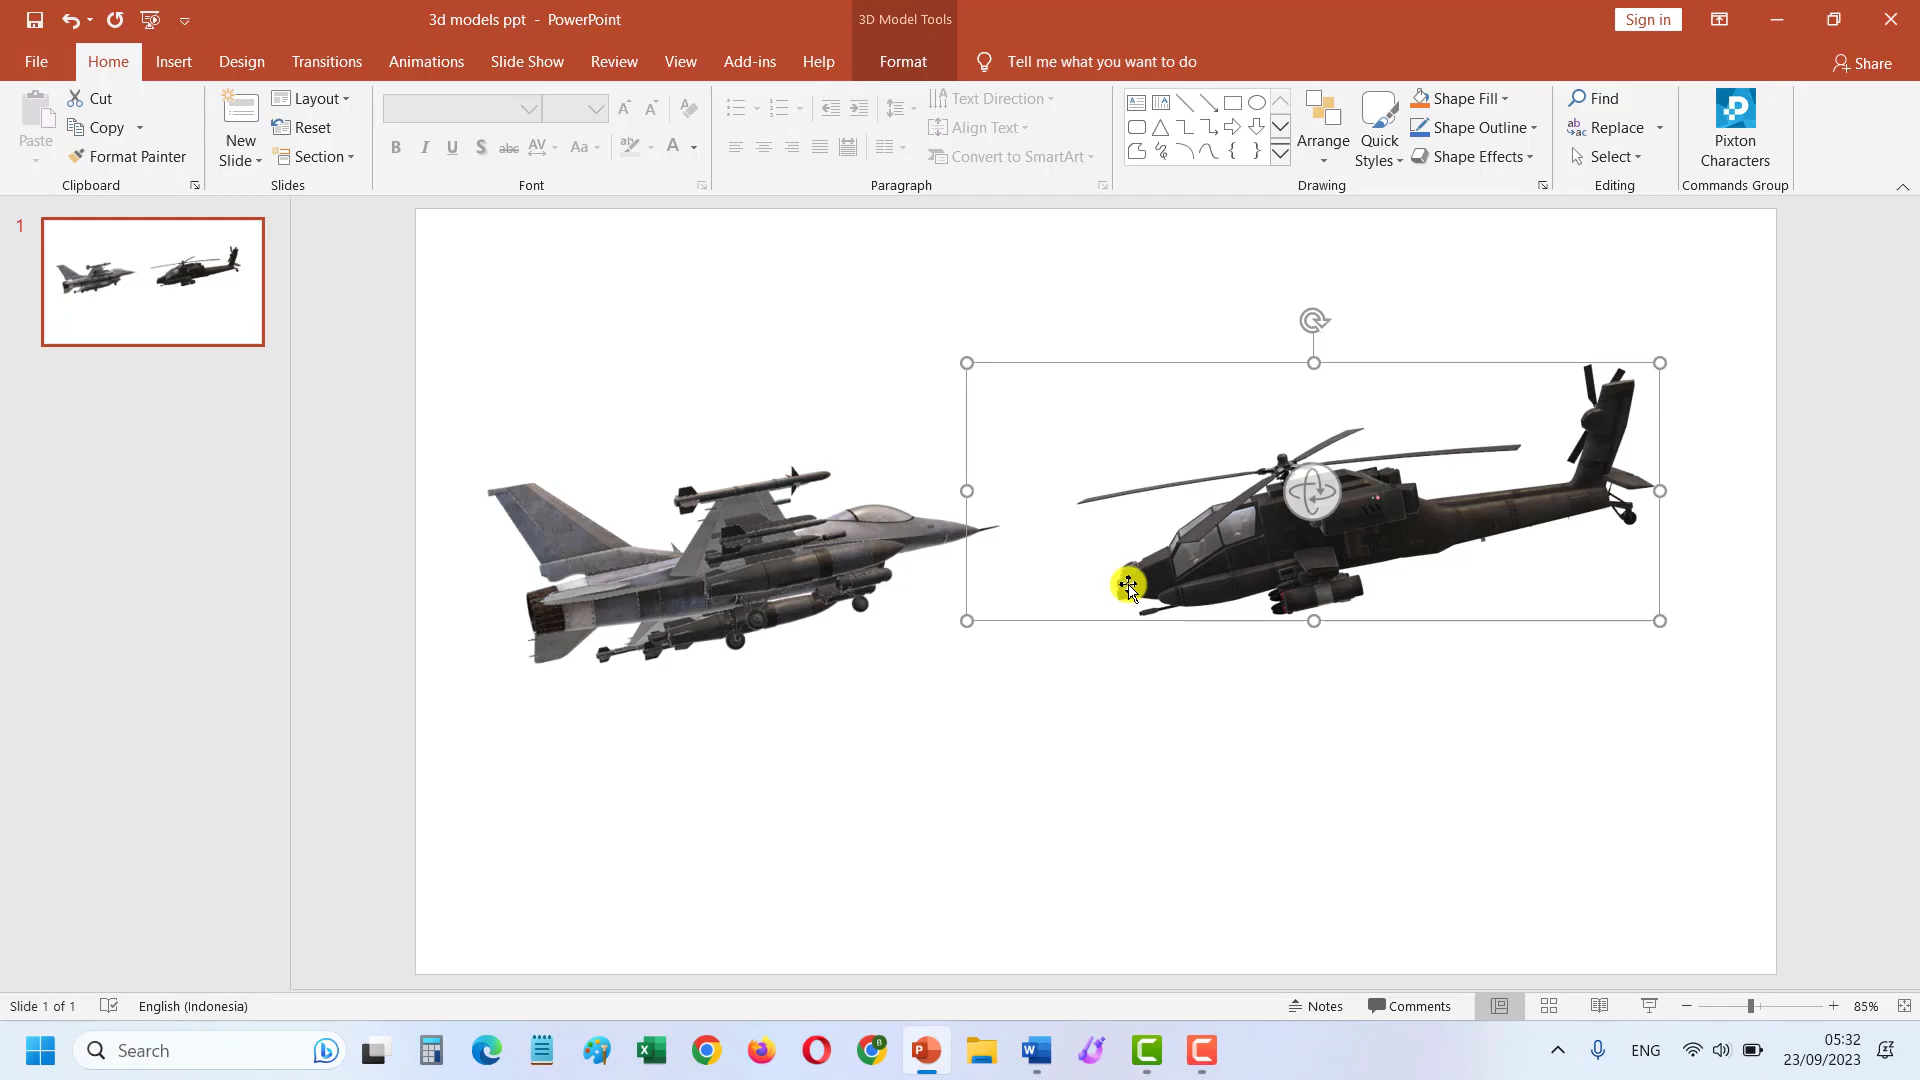 3d models ppt - PowerPoint
3D Model Tools
Sign in
File Home Insert Design Transitions Animations Slide Show Review View Add-ins Help Format Tell me what you want to do Share
Paste
Cut
Copy
Format Painter
Clipboard
New
Slide
Layout
Reset
Section
Slides
B I U S abc AV Aa A
Font
Text Direction
Align Text
Convert to SmartArt
Paragraph
Arrange
Quick
Styles
Shape Fill
Shape Outline
Shape Effects
Drawing
Find
Replace
Select
Editing
Pixton
Characters
Commands Group
1
Slide 1 of 1 English (Indonesia) Notes Comments 85%
Search
ENG
05:32
23/09/2023